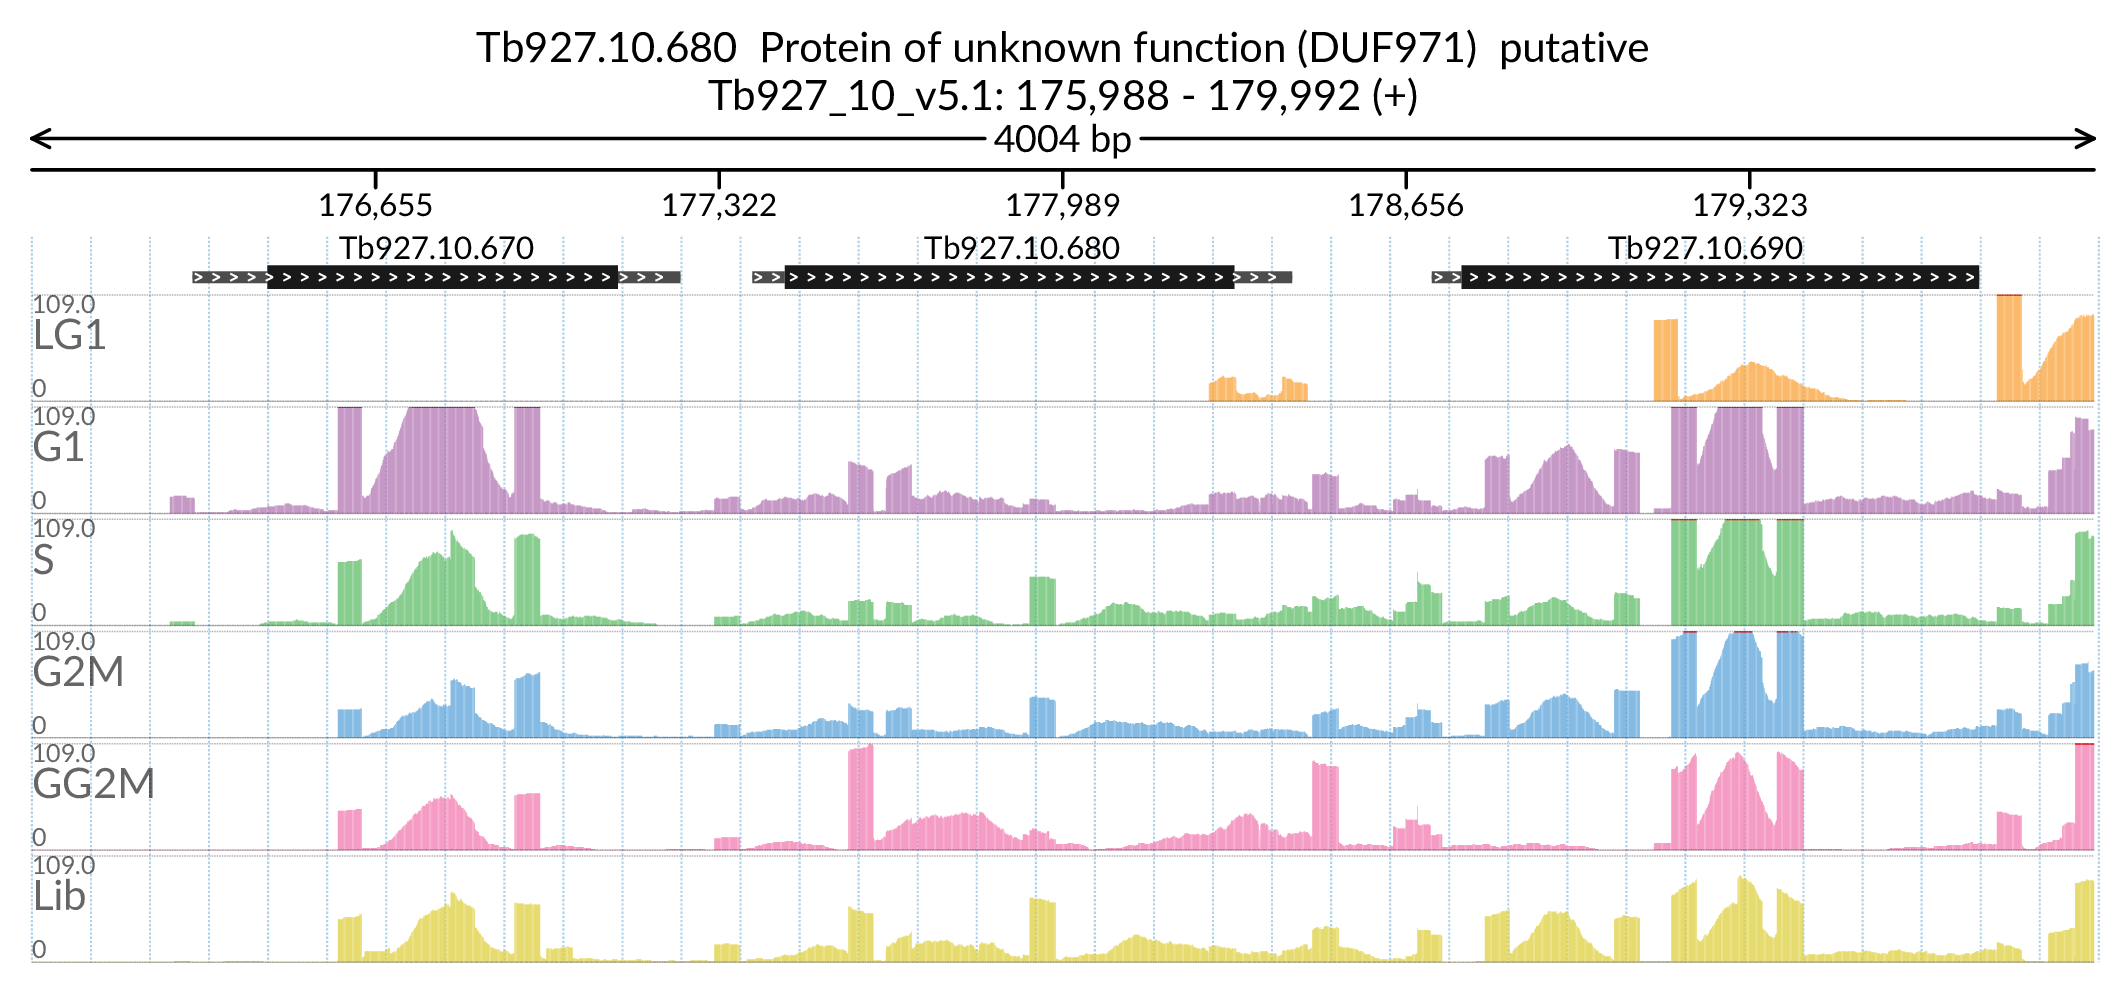 Tb927.10.680  Protein of unknown function (DUF971)  putative
Tb927_10_v5.1: 175,988 - 179,992 (+)
4004 bp
176,655 177,322 177,989 178,656 179,323
Tb927.10.670 Tb927.10.680 Tb927.10.690
109.0
LG1
0
109.0
G1
0
109.0
S
0
109.0
G2M
0
109.0
GG2M
0
109.0
Lib
0